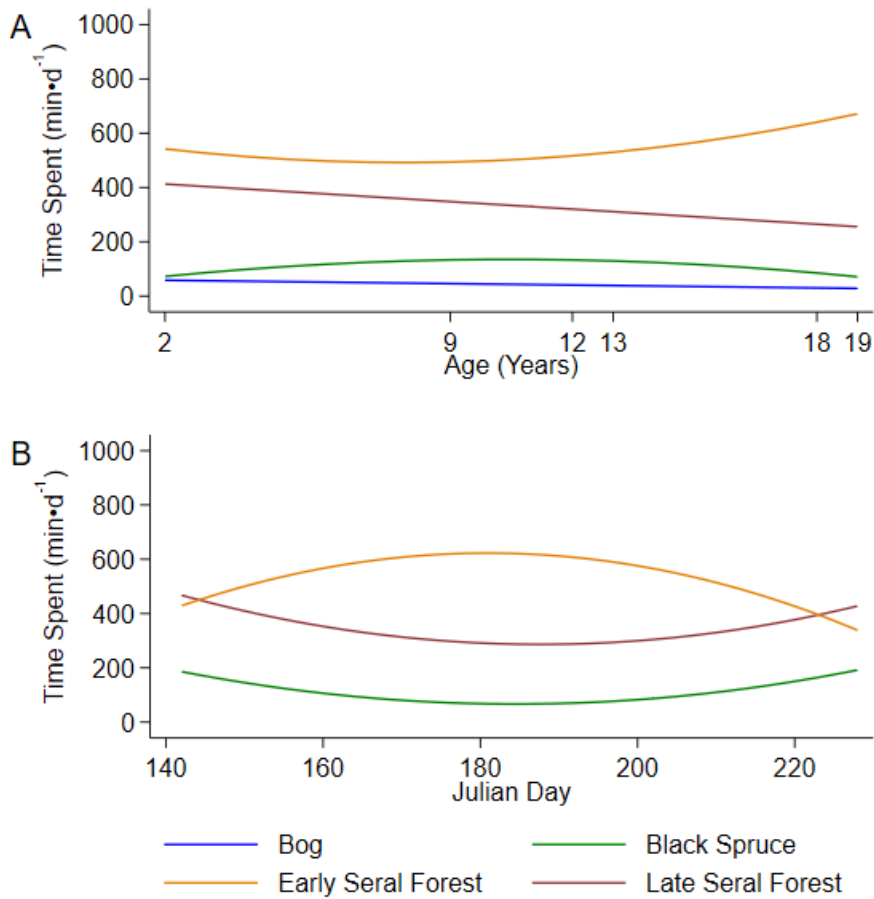 A
Time Spent (min•d⁻¹)
1000
800
600
400
200
0
2 9 12 13 18 19
Age (Years)
B
Time Spent (min•d⁻¹)
1000
800
600
400
200
0
140 160 180 200 220
Julian Day
Bog Black Spruce
Early Seral Forest Late Seral Forest